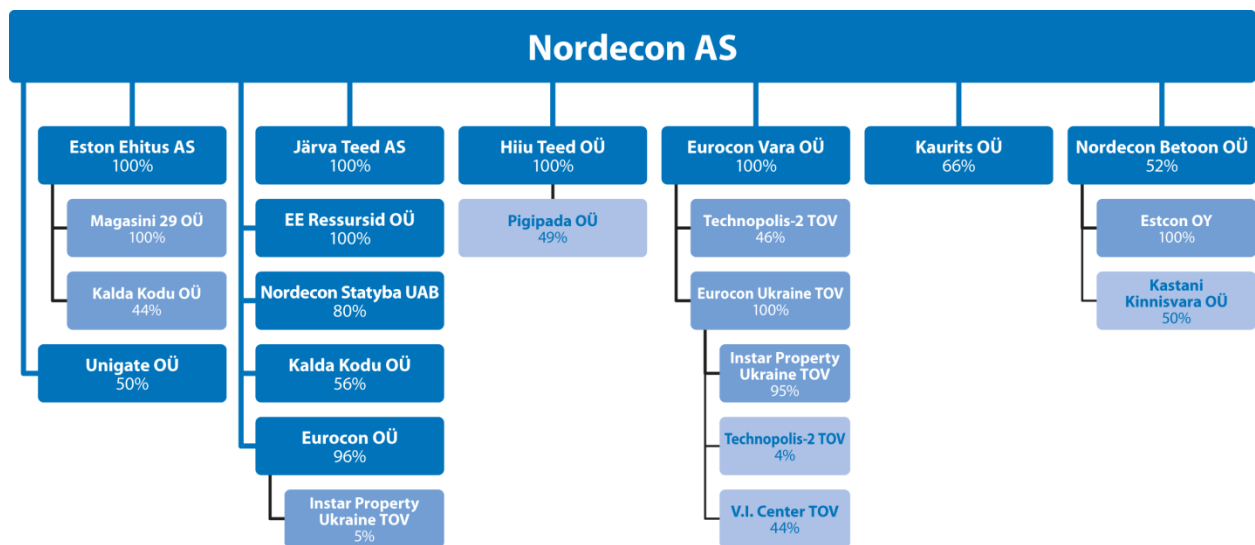 Nordecon AS
Eston Ehitus AS
100%
Magasini 29 OÜ
100%
Kalda Kodu OÜ
44%
Unigate OÜ
50%
Järva Teed AS
100%
EE Ressursid OÜ
100%
Nordecon Statyba UAB
80%
Kalda Kodu OÜ
56%
Eurocon OÜ
96%
Instar Property
Ukraine TOV
5%
Hiiu Teed OÜ
100%
Pigipada OÜ
49%
Eurocon Vara OÜ
100%
Technopolis-2 TOV
46%
Eurocon Ukraine TOV
100%
Instar Property
Ukraine TOV
95%
Technopolis-2 TOV
4%
V.I. Center TOV
44%
Kaurits OÜ
66%
Nordecon Betoon OÜ
52%
Estcon OY
100%
Kastani
Kinnisvara OÜ
50%